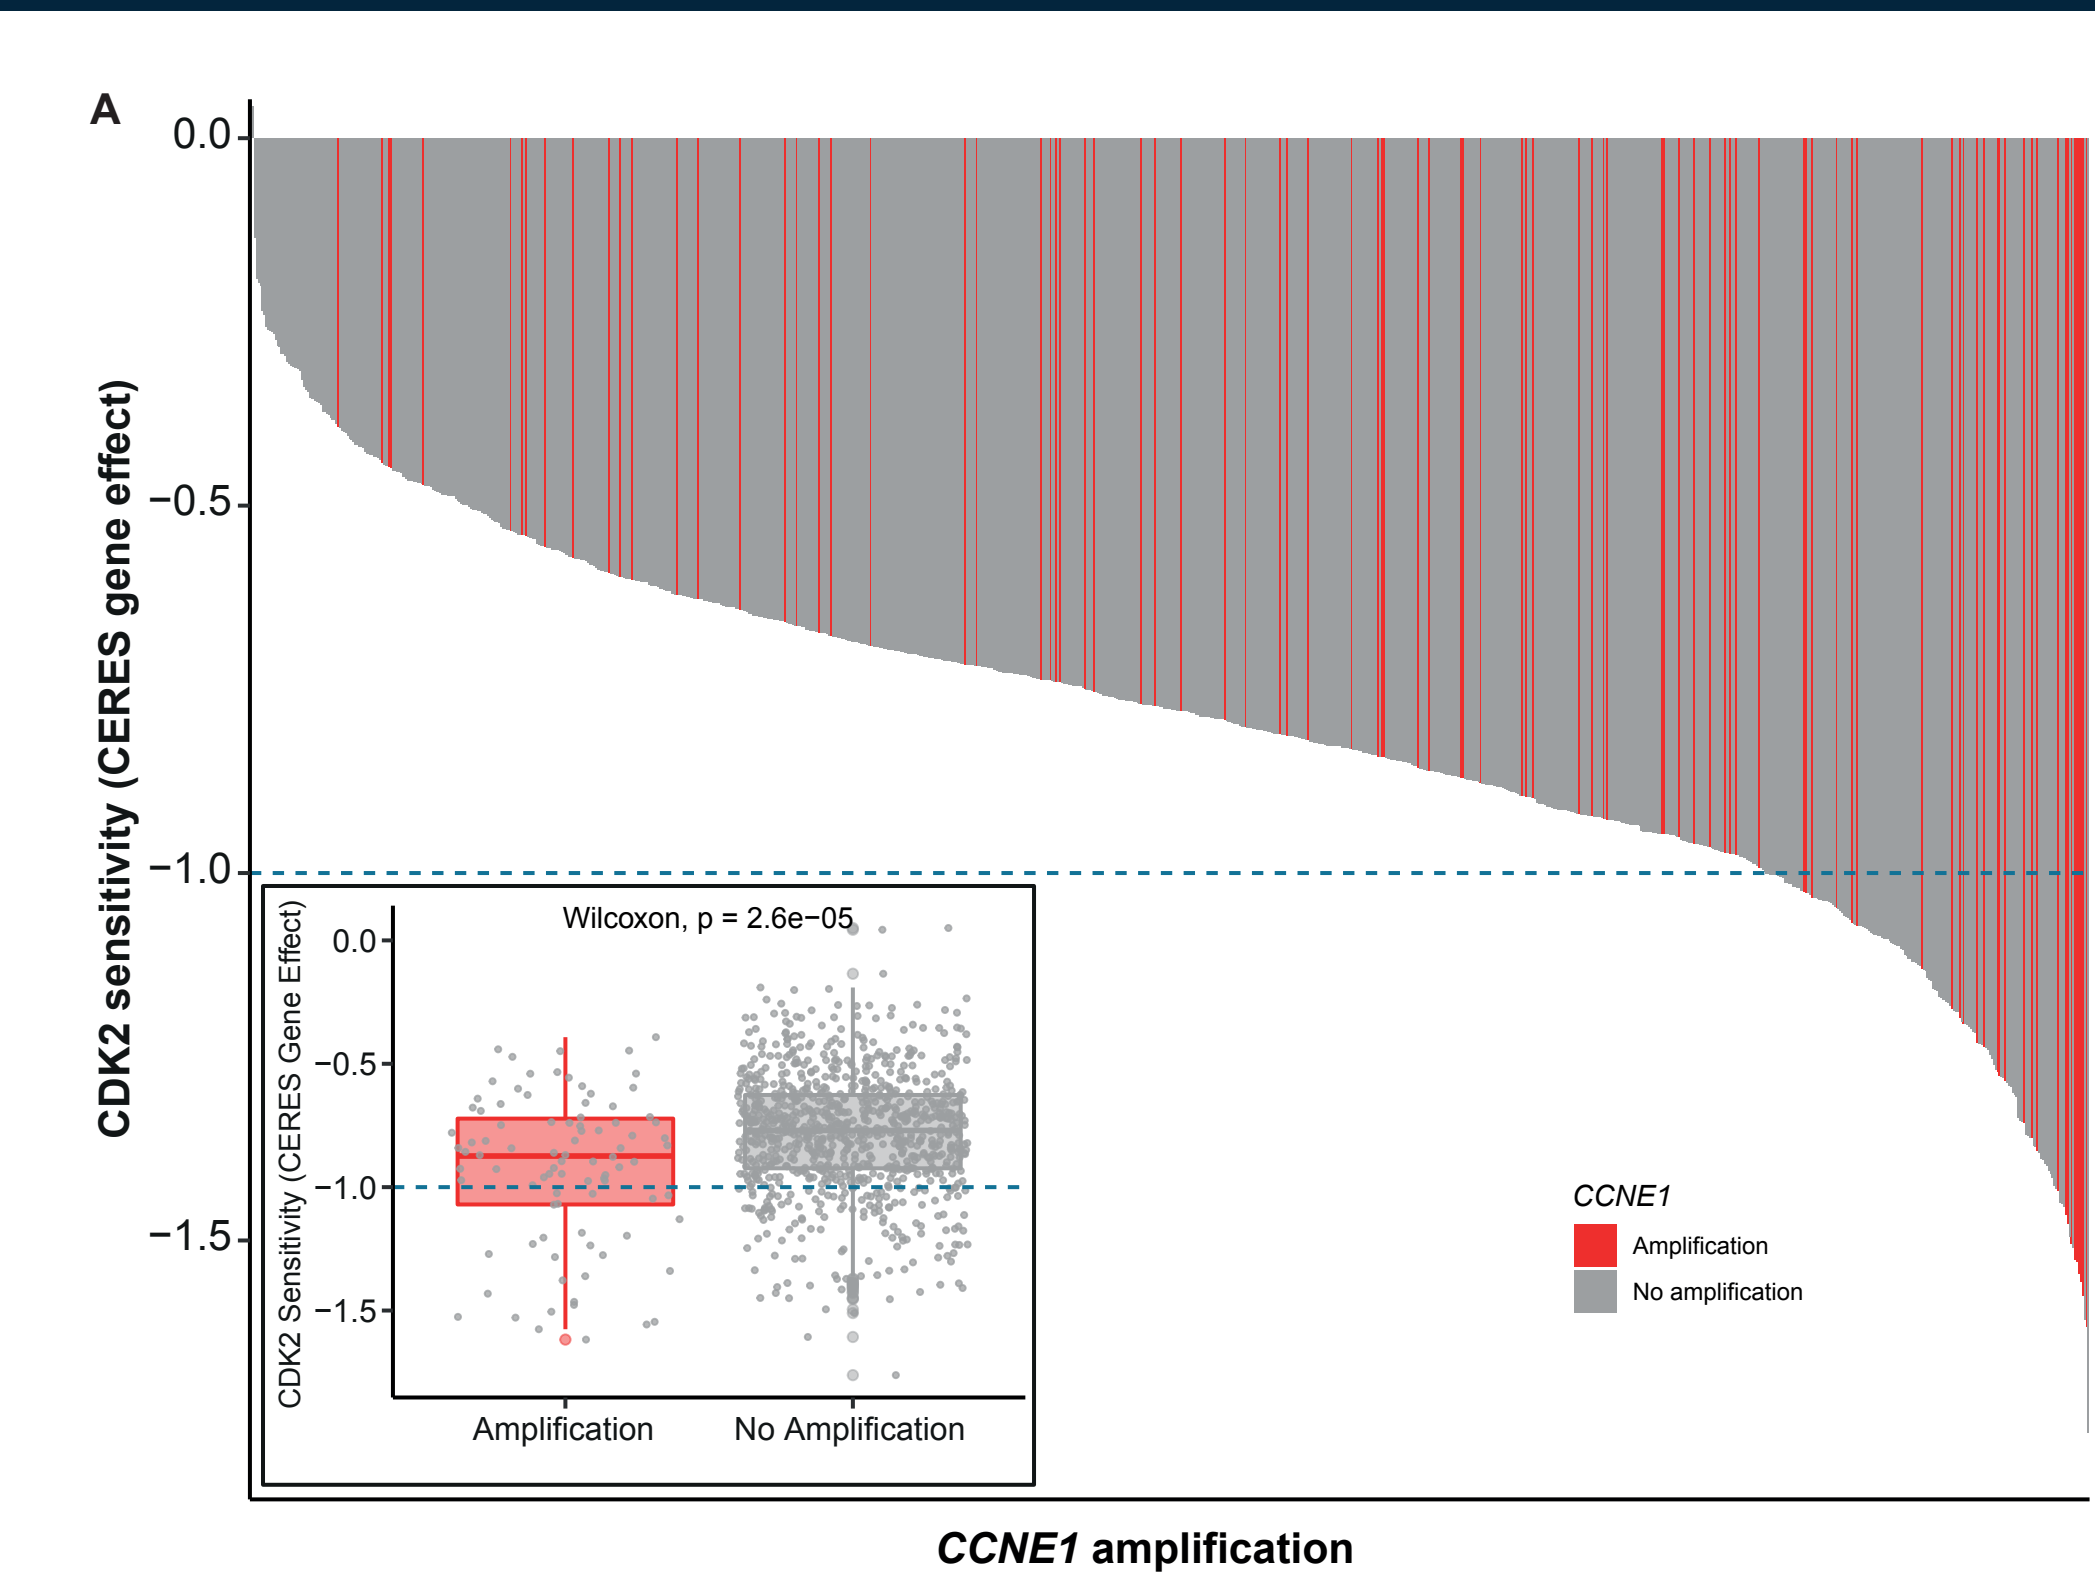 A
CDK2 sensitivity (CERES gene effect)
0.0
−0.5
−1.0
−1.5
CDK2 Sensitivity (CERES Gene Effect)
Wilcoxon, p = 2.6e−05
0.0
−0.5
−1.0
−1.5
Amplification
No Amplification
CCNE1
Amplification
No amplification
CCNE1 amplification